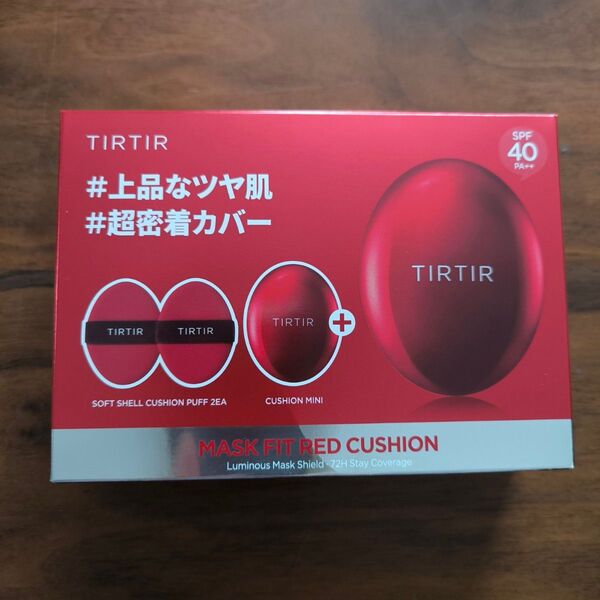 TIRTIR
SPF
40
PA++
#上品なツヤ肌
#超密着カバー
TIRTIR
TIRTIR
TIRTIR
TIRTIR
SOFT SHELL CUSHION PUFF 2EA
CUSHION MINI
MASK FIT RED CUSHION
Luminous Mask Shield · 72H Stay Coverage